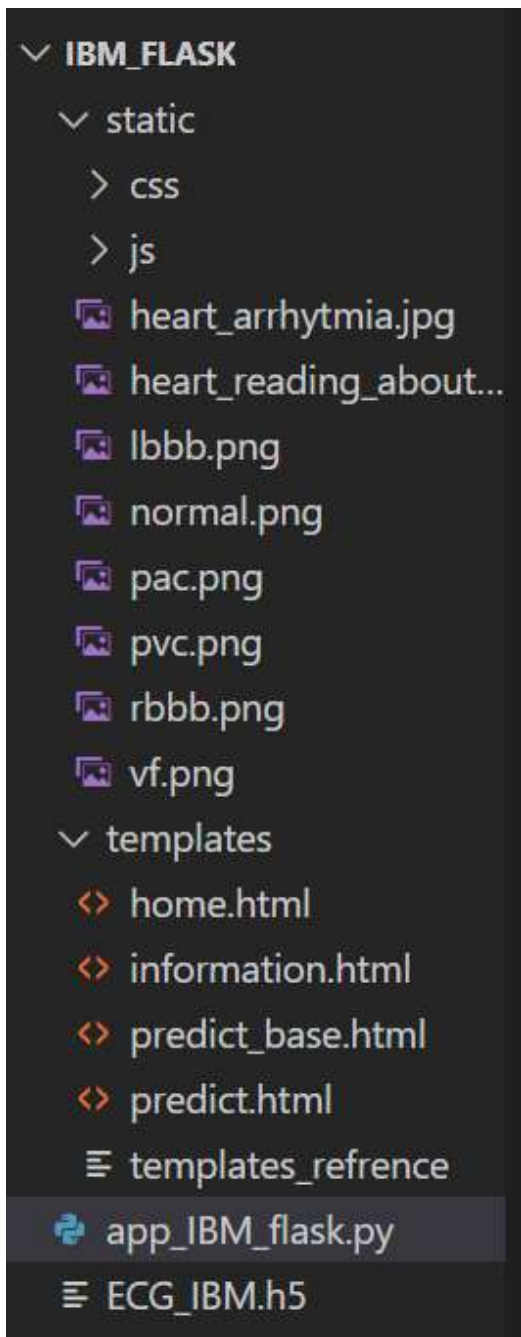 IBM_FLASK
static
css
js
heart_arrhytmia.jpg
heart_reading_about...
lbbb.png
normal.png
pac.png
pvc.png
rbbb.png
vf.png
templates
home.html
information.html
predict_base.html
predict.html
templates_refrence
app_IBM_flask.py
ECG_IBM.h5